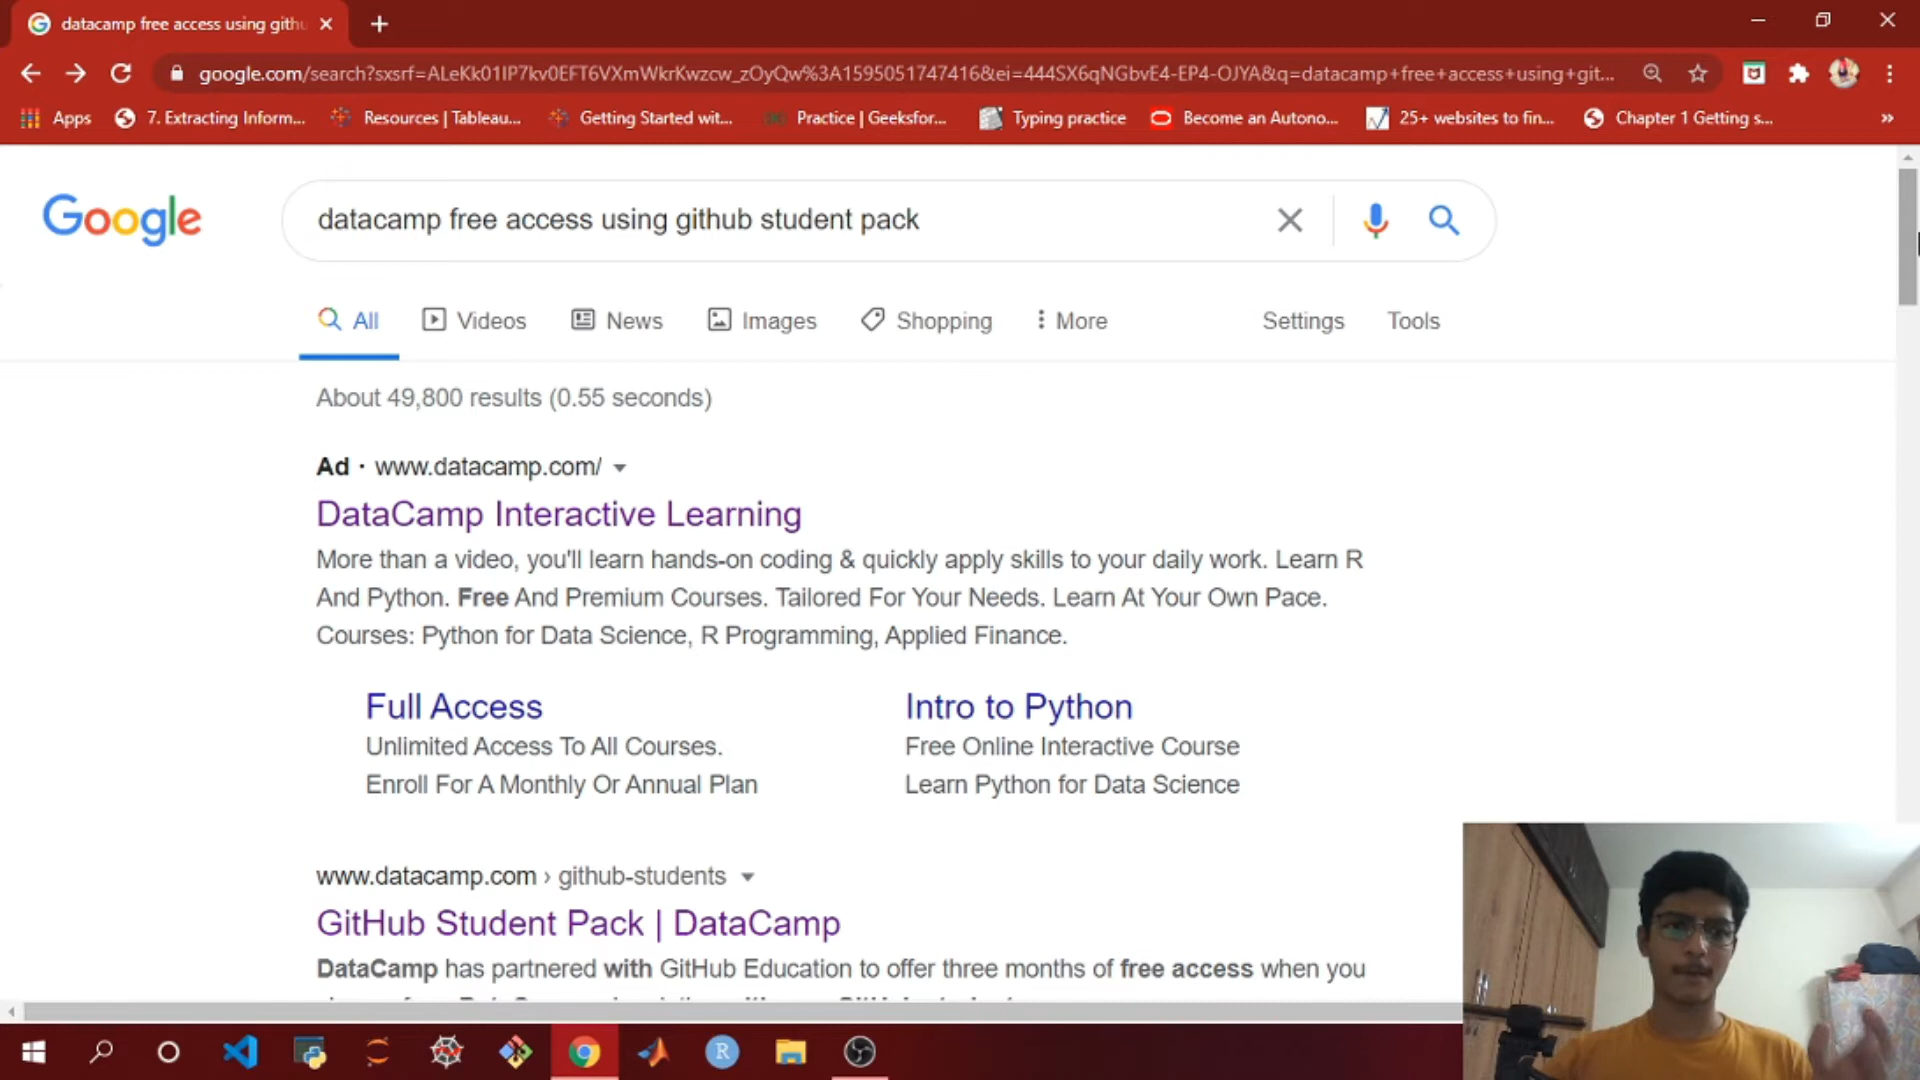 datacamp free access using gith
google.com/search?sxsrf=ALeKk01IP7kv0EFT6VXmWkrKwzcw_zOyQw%3A1595051747416&ei=444SX6qNGbvE4-EP4-OJYA&q=datacamp+free+access+using+git...
Apps 7. Extracting Inform... Resources | Tableau... Getting Started wit... Practice | Geeksfor... Typing practice Become an Autono... 25+ websites to fin... Chapter 1 Getting s... »
Google datacamp free access using github student pack
All Videos News Images Shopping More Settings Tools
About 49,800 results (0.55 seconds)
Ad · www.datacamp.com/
DataCamp Interactive Learning
More than a video, you'll learn hands-on coding & quickly apply skills to your daily work. Learn R
And Python. Free And Premium Courses. Tailored For Your Needs. Learn At Your Own Pace.
Courses: Python for Data Science, R Programming, Applied Finance.
Full Access Intro to Python
Unlimited Access To All Courses. Free Online Interactive Course
Enroll For A Monthly Or Annual Plan Learn Python for Data Science
www.datacamp.com › github-students
GitHub Student Pack | DataCamp
DataCamp has partnered with GitHub Education to offer three months of free access when you